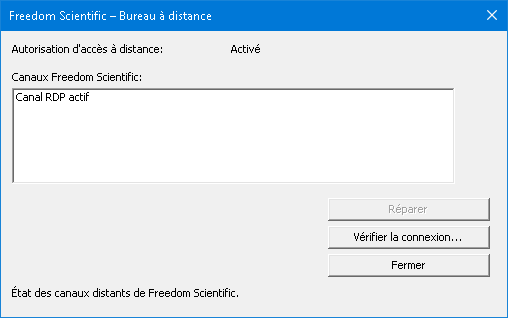 Freedom Scientific – Bureau à distance
Autorisation d'accès à distance: Activé
Canaux Freedom Scientific:
Canal RDP actif
Réparer
Vérifier la connexion...
Fermer
État des canaux distants de Freedom Scientific.